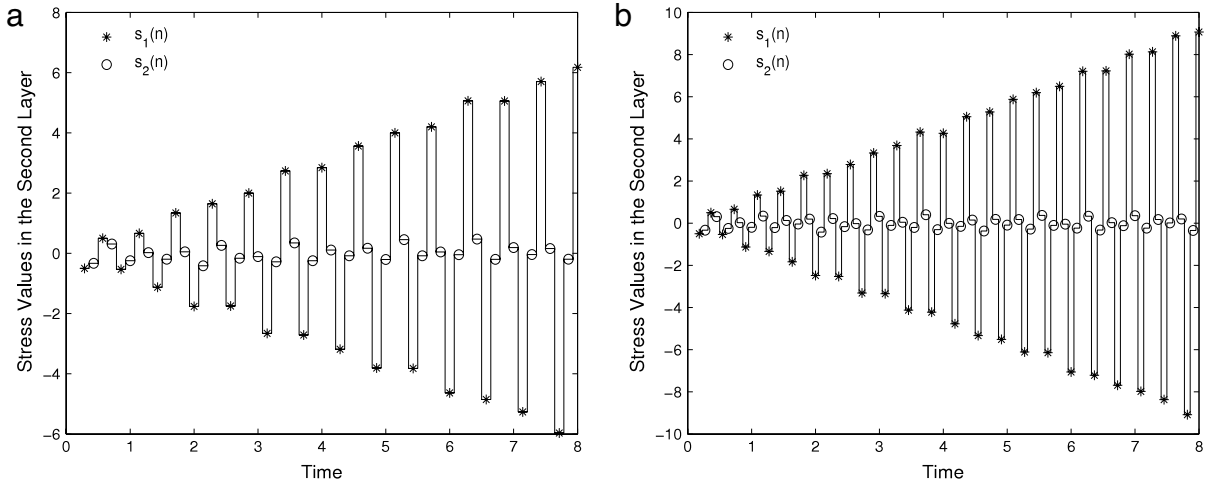 a
8
6
4
2
0
−2
−4
−6
0 1 2 3 4 5 6 7 8
Stress Values in the Second Layer
Time
s1(n)
s2(n)
b
10
8
6
4
2
0
−2
−4
−6
−8
−10
0 1 2 3 4 5 6 7 8
Stress Values in the Second Layer
Time
s1(n)
s2(n)